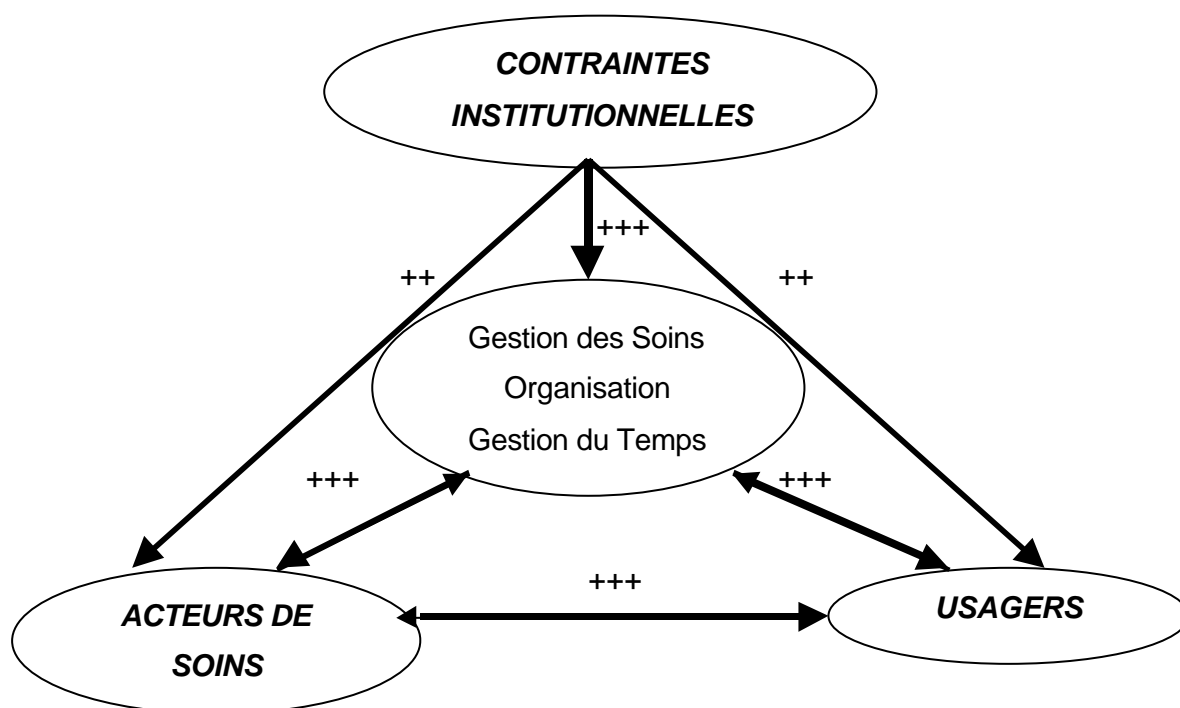 CONTRAINTES
INSTITUTIONNELLES
+++
++
++
Gestion des Soins
Organisation
Gestion du Temps
+++
+++
+++
ACTEURS DE
SOINS
USAGERS